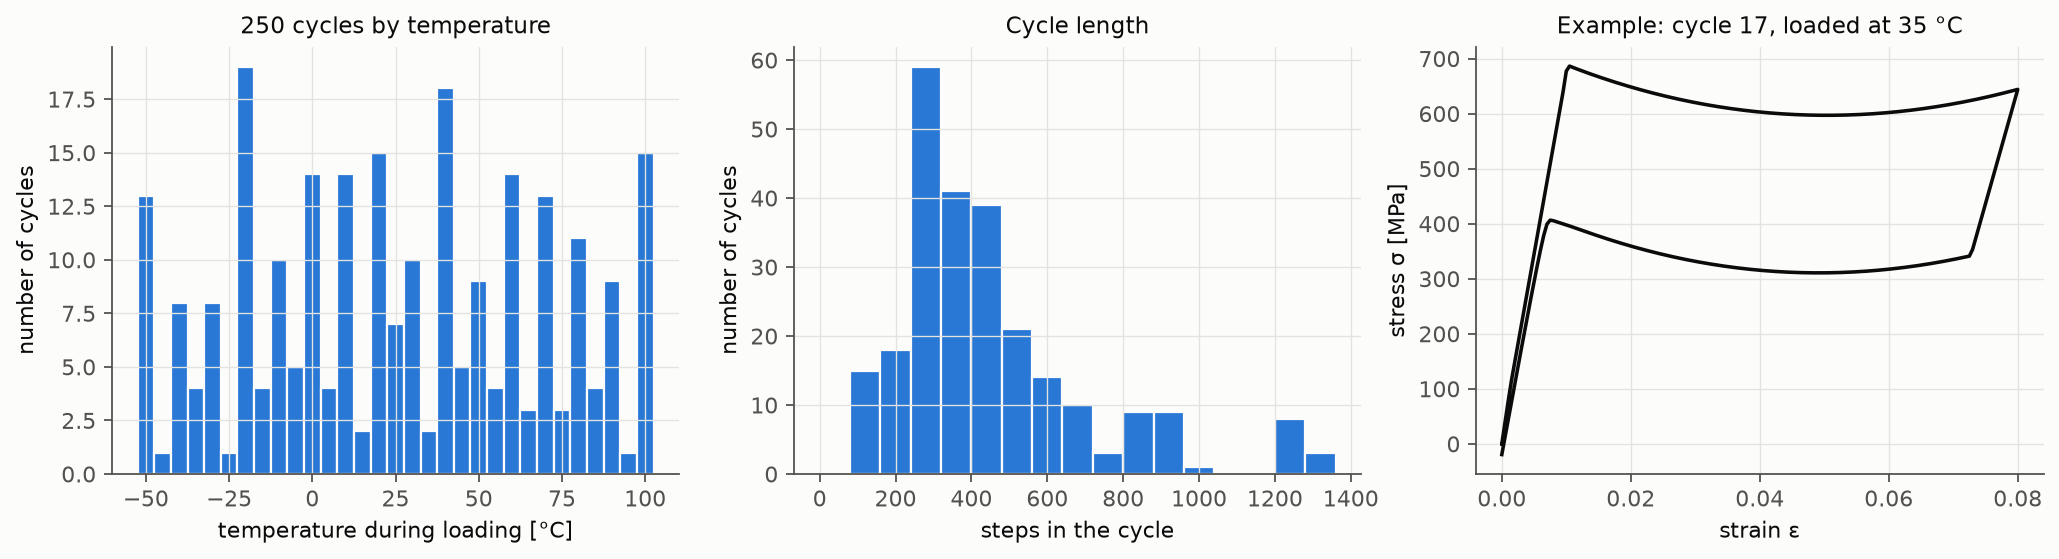 250 cycles by temperature
17.5
15.0
12.5
10.0
7.5
5.0
2.5
0.0
number of cycles
−50 −25 0 25 50 75 100
temperature during loading [°C]
Cycle length
60
50
40
30
20
10
0
number of cycles
0 200 400 600 800 1000 1200 1400
steps in the cycle
Example: cycle 17, loaded at 35 °C
700
600
500
400
300
200
100
0
stress σ [MPa]
0.00 0.02 0.04 0.06 0.08
strain ε